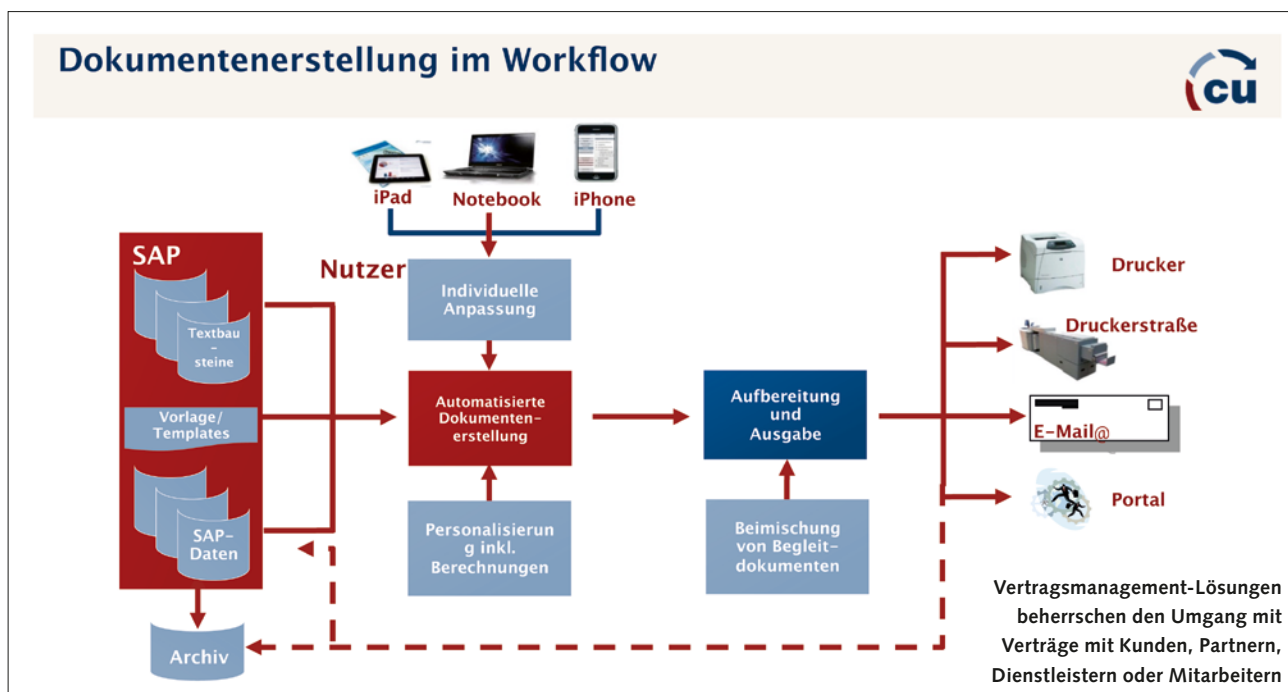 Dokumentenerstellung im Workflow
cu
iPad
Notebook
iPhone
SAP
Textbau
-
steine
Vorlage/
Templates
SAP-
Daten
Archiv
Nutzer
Individuelle
Anpassung
Automatisierte
Dokumenten-
erstellung
Personalisierun
g inkl.
Berechnungen
Aufbereitung
und
Ausgabe
Beimischung
von Begleit-
dokumenten
Drucker
Druckerstraße
E-Mail@
Portal
Vertragsmanagement-Lösungen
beherrschen den Umgang mit
Verträge mit Kunden, Partnern,
Dienstleistern oder Mitarbeitern